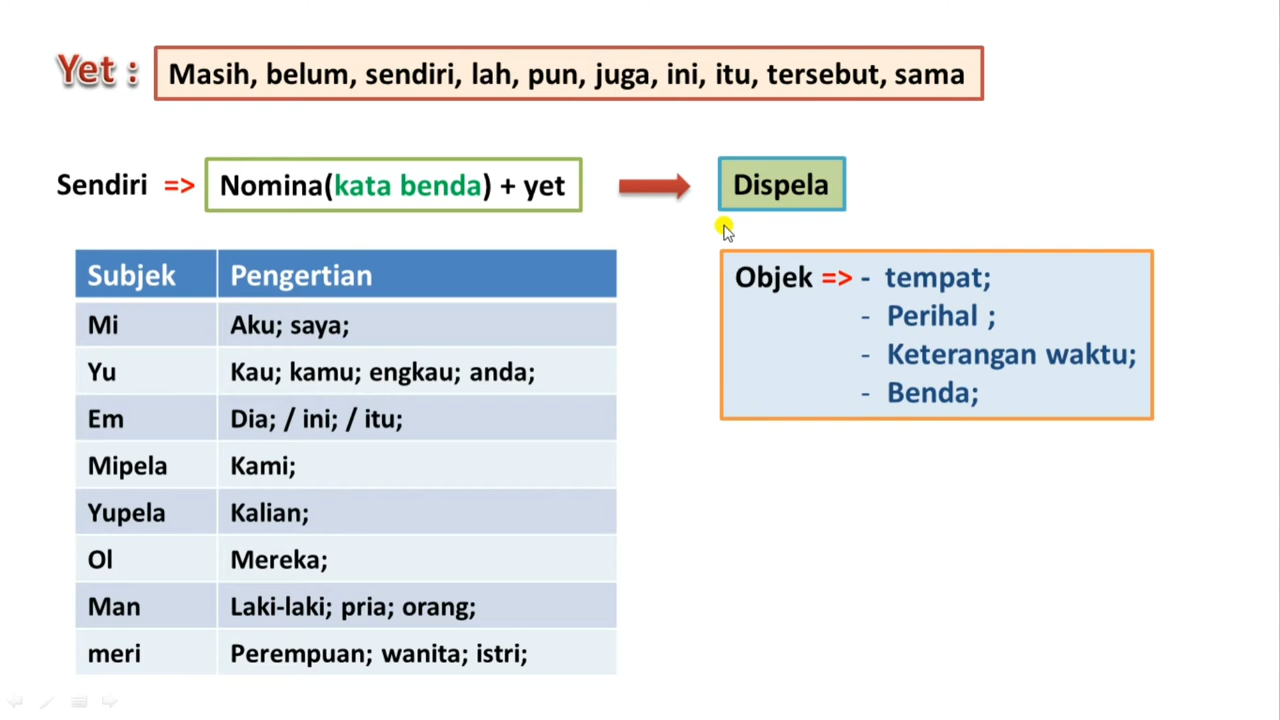 Yet : Masih, belum, sendiri, lah, pun, juga, ini, itu, tersebut, sama
Sendiri => Nomina(kata benda) + yet
Dispela
Subjek Pengertian
Mi Aku; saya;
Yu Kau; kamu; engkau; anda;
Em Dia; / ini; / itu;
Mipela Kami;
Yupela Kalian;
Ol Mereka;
Man Laki-laki; pria; orang;
meri Perempuan; wanita; istri;
Objek => - tempat;
- Perihal ;
- Keterangan waktu;
- Benda;